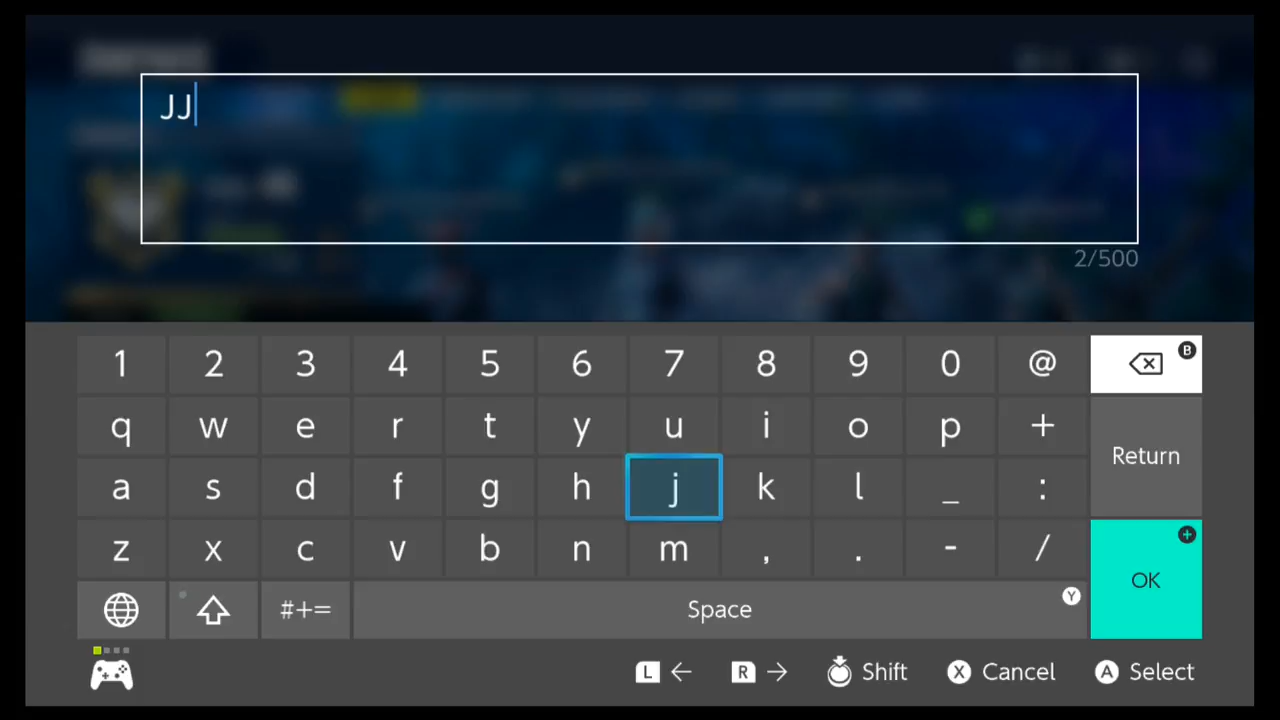 JJ
2/500
1 2 3 4 5 6 7 8 9 0 @ B
q w e r t y u i o p +
Return
a s d f g h j k l _ :
z x c v b n m , . - /
OK
#+= Space Y
L ← R → Shift X Cancel A Select